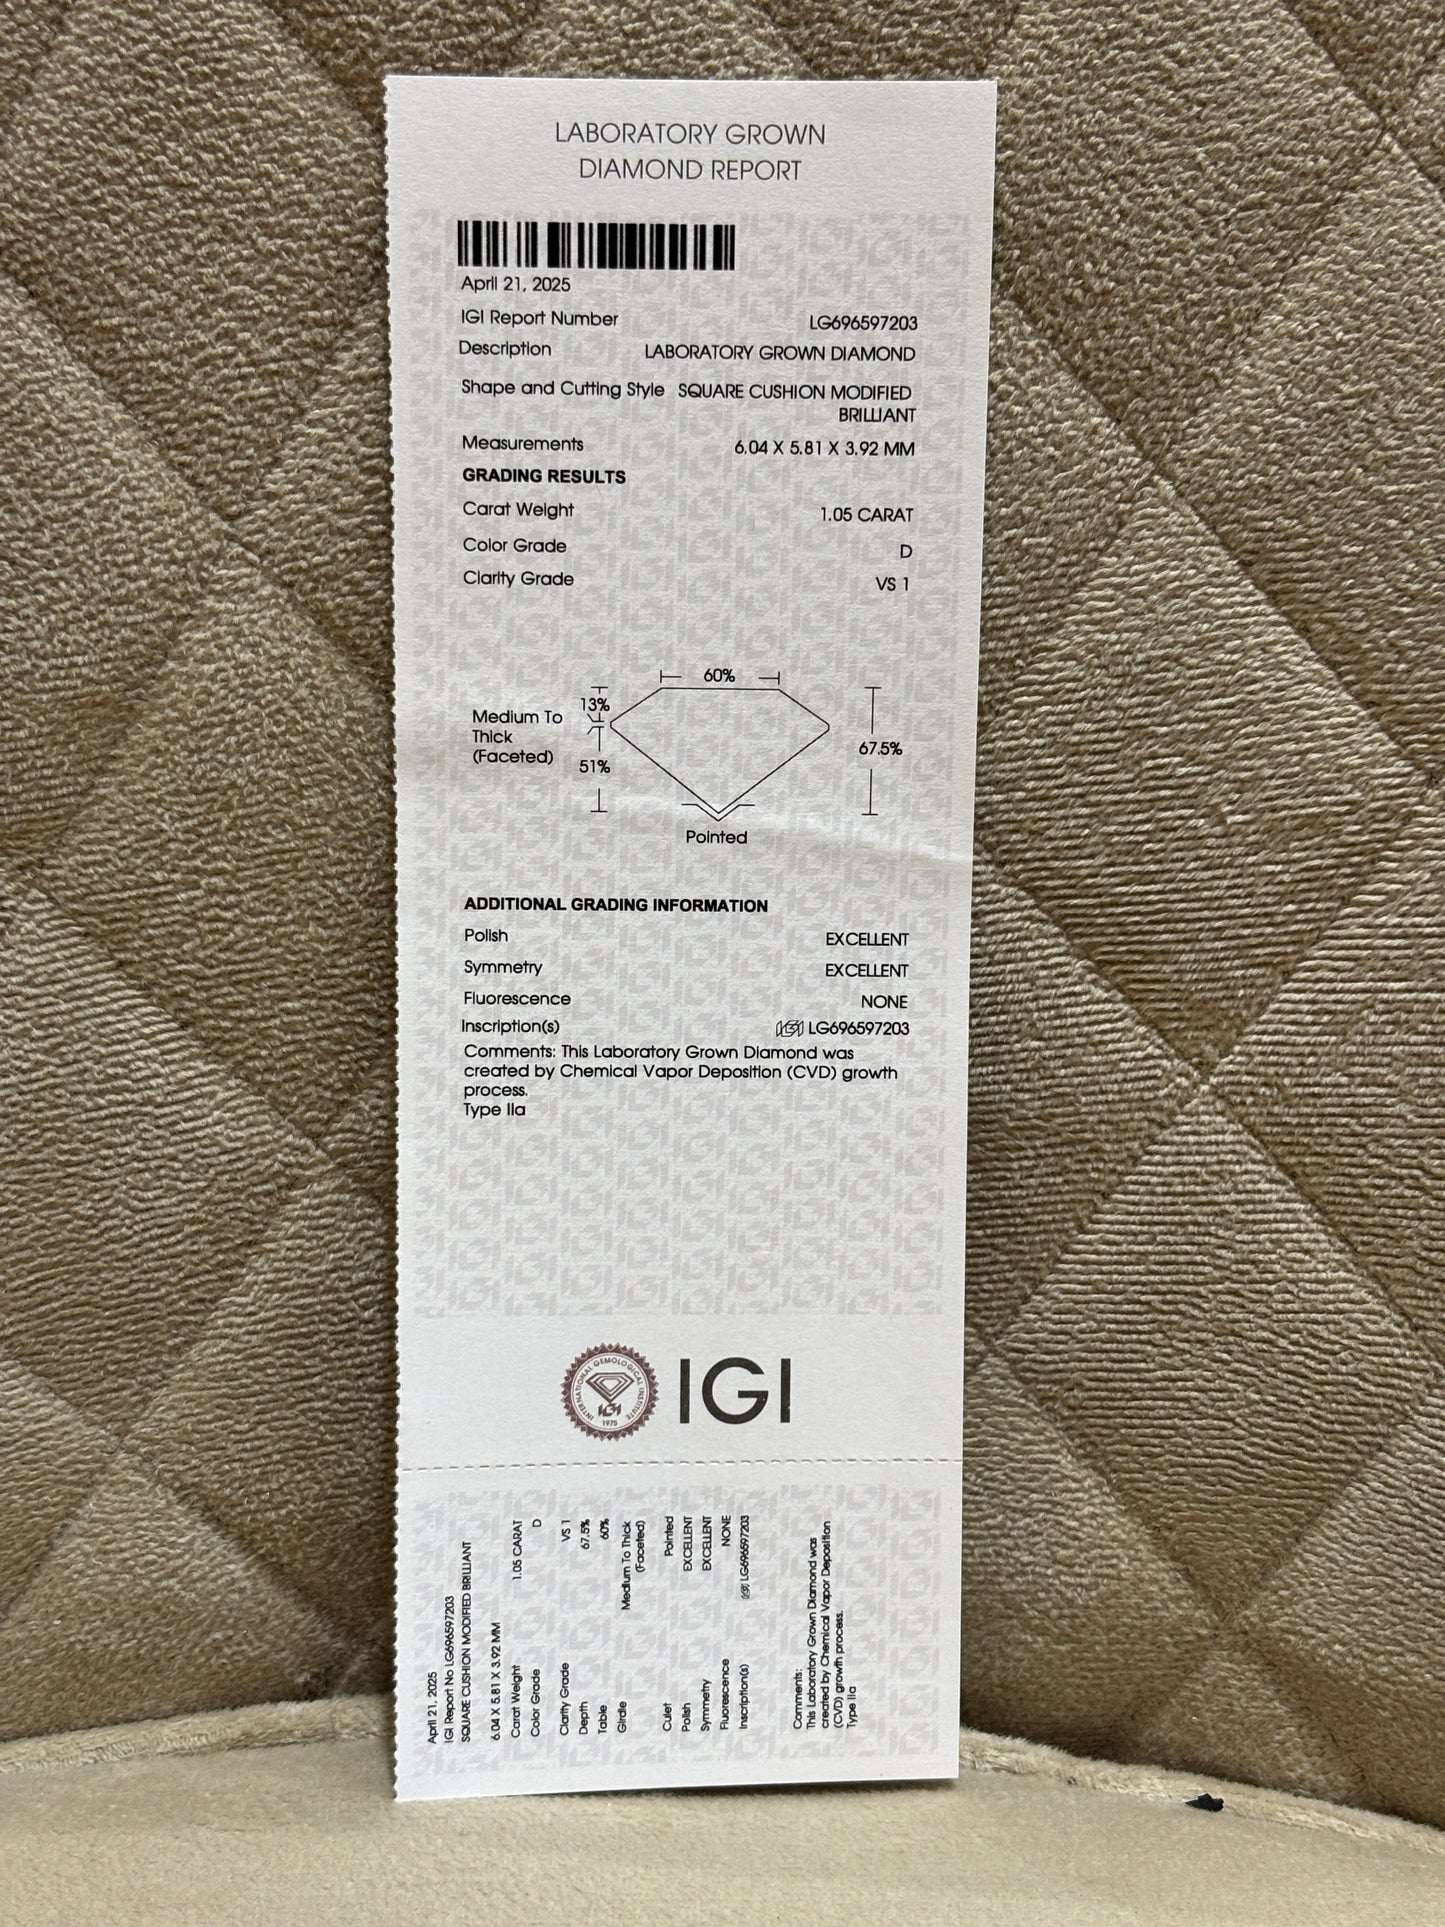 LABORATORY GROWN
DIAMOND REPORT
April 21, 2025
IGI Report Number LG696597203
Description LABORATORY GROWN DIAMOND
Shape and Cutting Style SQUARE CUSHION MODIFIED
BRILLIANT
Measurements 6.04 X 5.81 X 3.92 MM
GRADING RESULTS
Carat Weight 1.05 CARAT
Color Grade D
Clarity Grade VS 1
60%
13%
Medium To
Thick
(Faceted)
67.5%
51%
Pointed
ADDITIONAL GRADING INFORMATION
Polish EXCELLENT
Symmetry EXCELLENT
Fluorescence NONE
Inscription(s) IGI LG696597203
Comments: This Laboratory Grown Diamond was
created by Chemical Vapor Deposition (CVD) growth
process.
Type IIa
INTERNATIONAL GEMOLOGICAL INSTITUTE
IGI
1975
IGI
April 21, 2025
IGI Report No LG696597203
SQUARE CUSHION MODIFIED BRILLIANT
6.04 X 5.81 X 3.92 MM
Carat Weight 1.05 CARAT
Color Grade D
Clarity Grade VS 1
Depth 67.5%
Table 60%
Girdle Medium To Thick
(Faceted)
Culet Pointed
Polish EXCELLENT
Symmetry EXCELLENT
Fluorescence NONE
Inscription(s) IGI LG696597203
Comments:
This Laboratory Grown Diamond was
created by Chemical Vapor Deposition
(CVD) growth process.
Type IIa